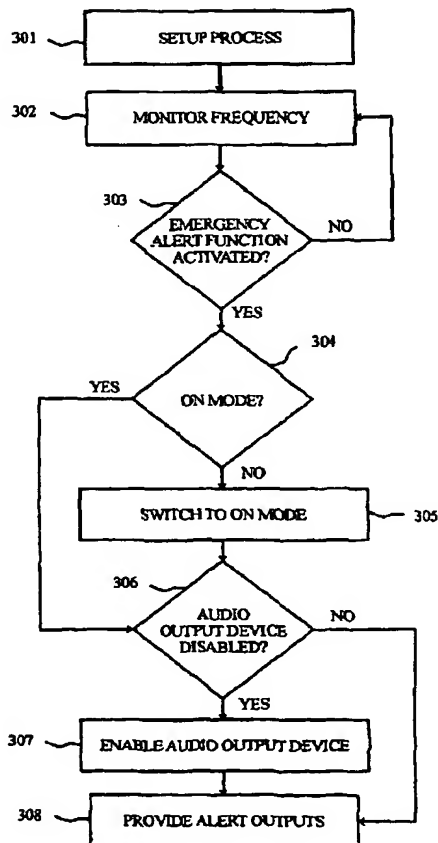 301
SETUP PROCESS
302
MONITOR FREQUENCY
303
EMERGENCY
ALERT FUNCTION
ACTIVATED?
NO
YES
304
YES
ON MODE?
NO
SWITCH TO ON MODE
305
306
AUDIO
OUTPUT DEVICE
DISABLED?
NO
YES
307
ENABLE AUDIO OUTPUT DEVICE
308
PROVIDE ALERT OUTPUTS